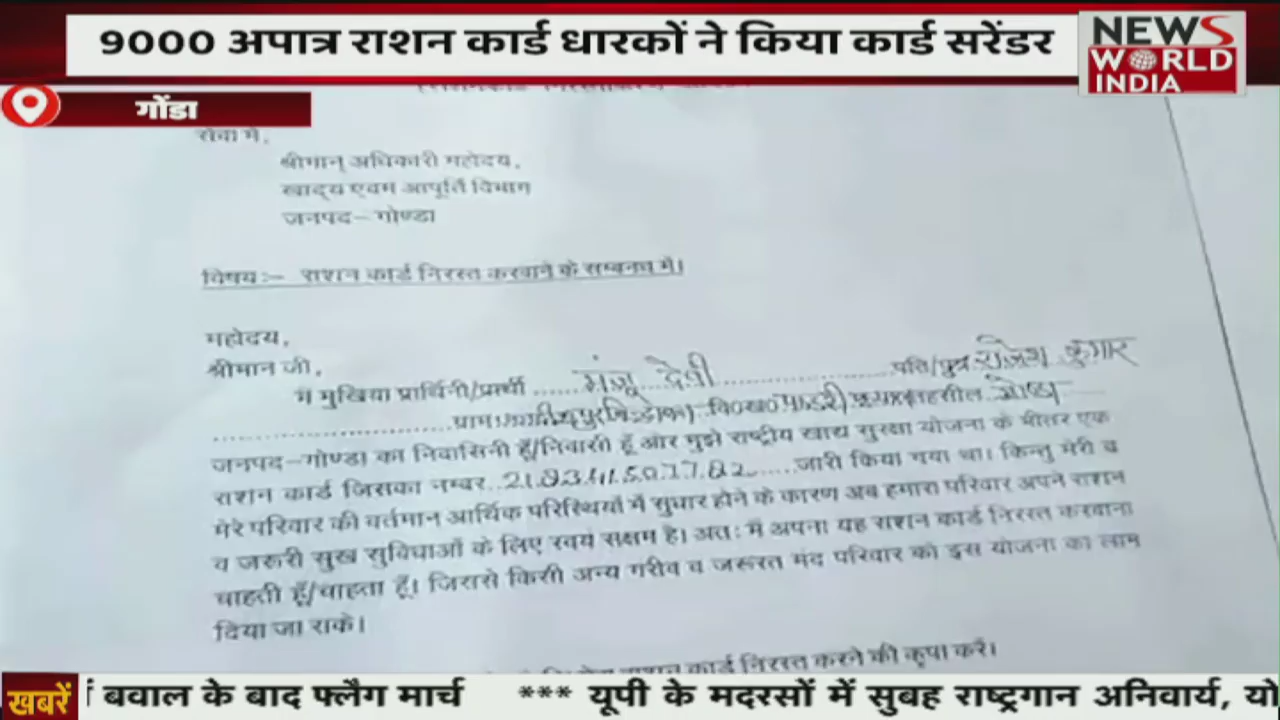 9000 अपात्र राशन कार्ड धारकों ने किया कार्ड सरेंडर
NEWS
WORLD
INDIA
गोंडा
सेवा में,
श्रीमान् अधिकारी महोदय,
खाद्य एवम आपूर्ति विभाग
जनपद– गोण्डा
विषय:– राशन कार्ड निरस्त करवाने के सम्बन्ध में।
महोदय,
श्रीमान जी,
मैं मुखिया प्रार्थिनी/प्रार्थी ......मंजू देवी..................पति/पुत्र राजेश कुमार
ग्राम तहसील गोण्डा
जनपद–गोण्डा का निवासिनी हूँ/निवासी हूँ और मुझे राष्ट्रीय खाद्य सुरक्षा योजना के भीतर एक
राशन कार्ड जिसका नम्बर जारी किया गया था। किन्तु मेरी व
मेरे परिवार की वर्तमान आर्थिक परिस्थियों में सुधार होने के कारण अब हमारा परिवार अपने राशन
व जरूरी सुख सुविधाओं के लिए स्वयं सक्षम है। अतः मैं अपना यह राशन कार्ड निरस्त करवाना
चाहती हूँ/चाहता हूँ। जिससे किसी अन्य गरीब व जरूरत मंद परिवार को इस योजना का लाभ
दिया जा सके।
राशन कार्ड निरस्त करने की कृपा करें।
खबरें बवाल के बाद फ्लैग मार्च *** यूपी के मदरसों में सुबह राष्ट्रगान अनिवार्य, यो